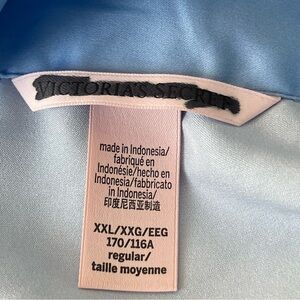 VICTORIA'S SECRET
made in Indonesia/
fabriqué en
Indonésie/hecho en
Indonesia/fabbricato
in Indonesia/
印度尼西亚制造
XXL/XXG/EEG
170/116A
regular/
taille moyenne